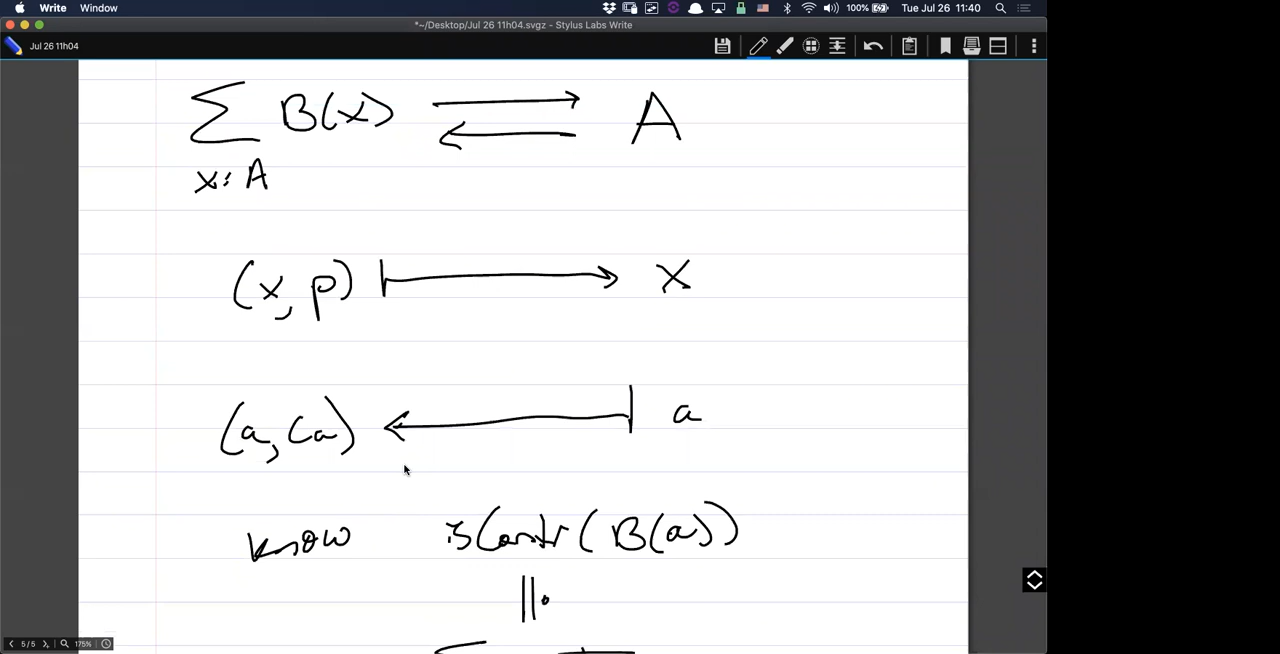 Write Window 100% Tue Jul 26 11:40
*~/Desktop/Jul 26 11h04.svgz - Stylus Labs Write
Jul 26 11h04
∑ B(x) ⇄ A
x : A
(x, p) ↦ x
(a, ca) ↤ a
know isContr(B(a))
5/5 175%